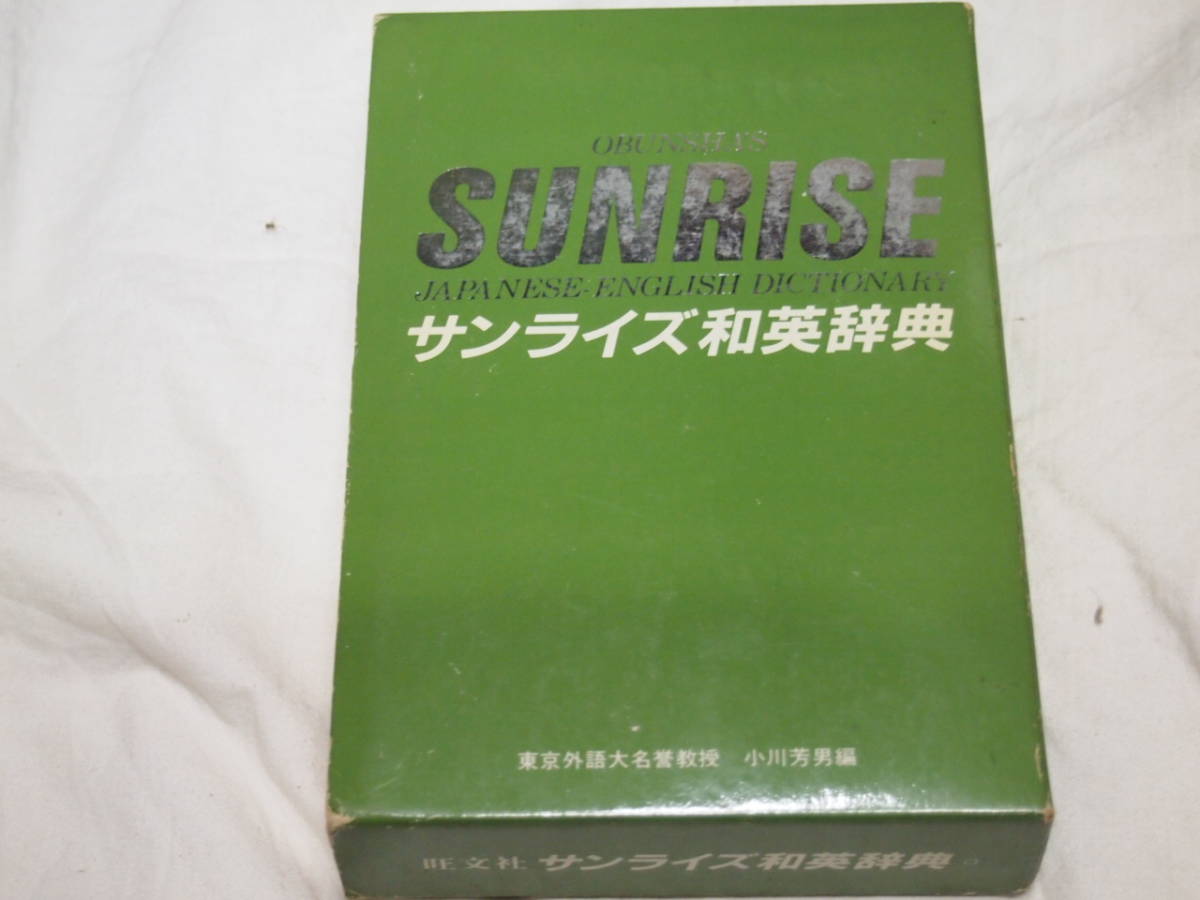 OBUNSHA'S
SUNRISE
JAPANESE-ENGLISH DICTIONARY
サンライズ和英辞典
東京外語大名誉教授 小川芳男編
旺文社 サンライズ和英辞典